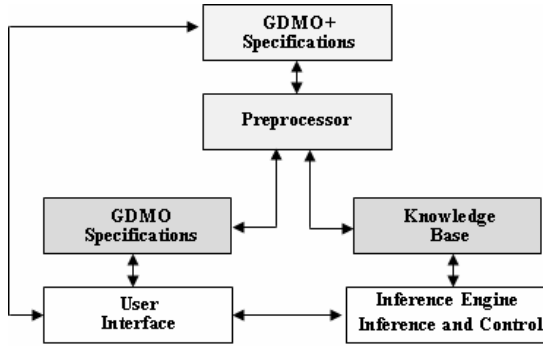 GDMO+
Specifications
Preprocessor
GDMO
Specifications
Knowledge
Base
User
Interface
Inference Engine
Inference and Control